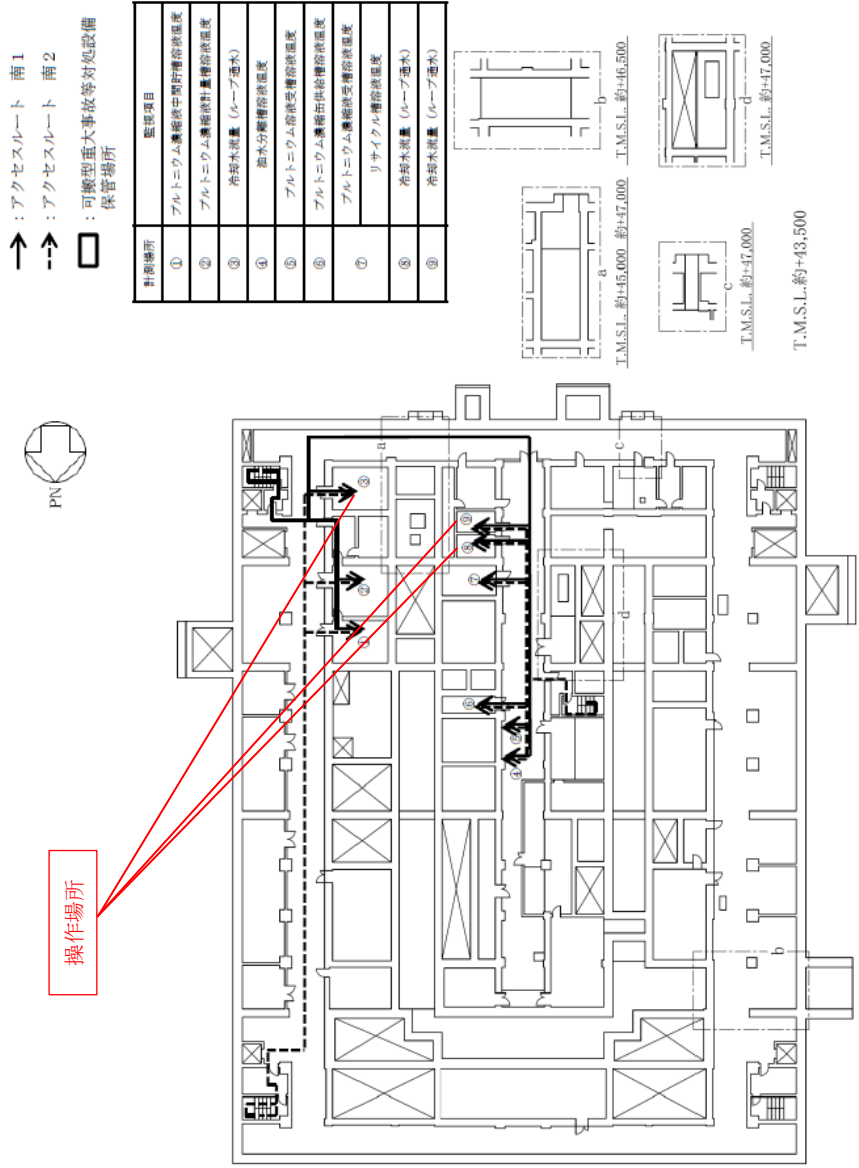 ：アクセスルート　南1
：アクセスルート　南2
：可搬型重大事故等対処設備
保管場所
計測場所
監視項目
①
プルトニウム濃縮液中間貯槽溶液温度
②
プルトニウム濃縮液計量槽溶液温度
③
冷却水流量（ループ通水）
④
油水分離槽溶液温度
⑤
プルトニウム溶液受槽溶液温度
⑥
プルトニウム濃縮缶供給槽溶液温度
⑦
プルトニウム濃縮液受槽溶液温度
リサイクル槽溶液温度
⑧
冷却水流量（ループ通水）
⑨
冷却水流量（ループ通水）
a
T.M.S.L. 約+45,000 約+47,000
b
T.M.S.L. 約+46,500
c
T.M.S.L. 約+47,000
d
T.M.S.L. 約+47,000
T.M.S.L.約+43,500
PN
操作場所
①
②
③
④
⑤
⑥
⑦
⑧
⑨
a
b
c
d